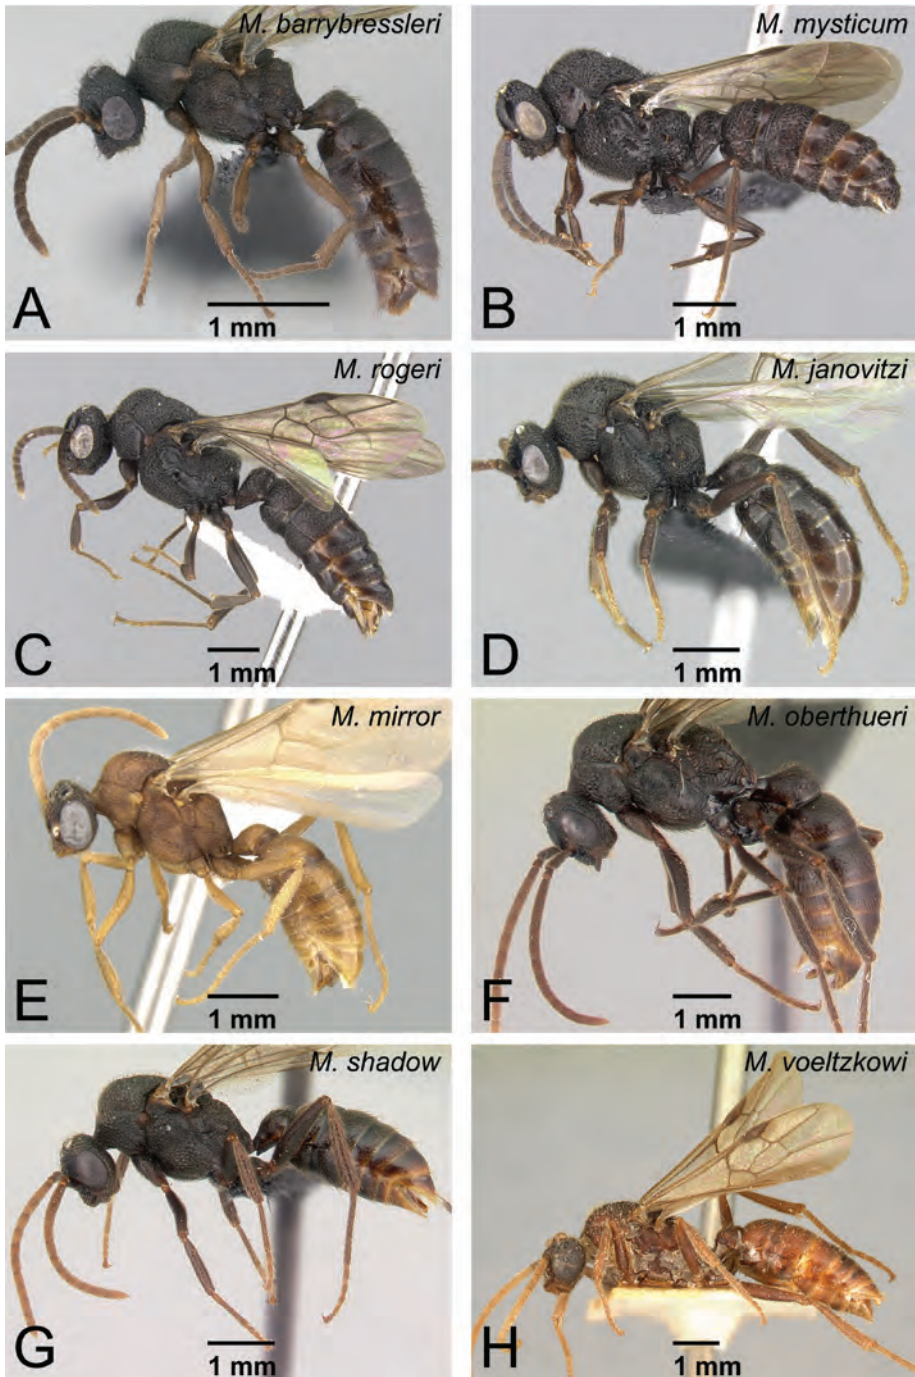 M. barrybressleri
A
1 mm
M. mysticum
B
1 mm
M. rogeri
C
1 mm
M. janovitzi
D
1 mm
M. mirror
E
1 mm
M. oberthueri
F
1 mm
M. shadow
G
1 mm
M. voeltzkowi
H
1 mm